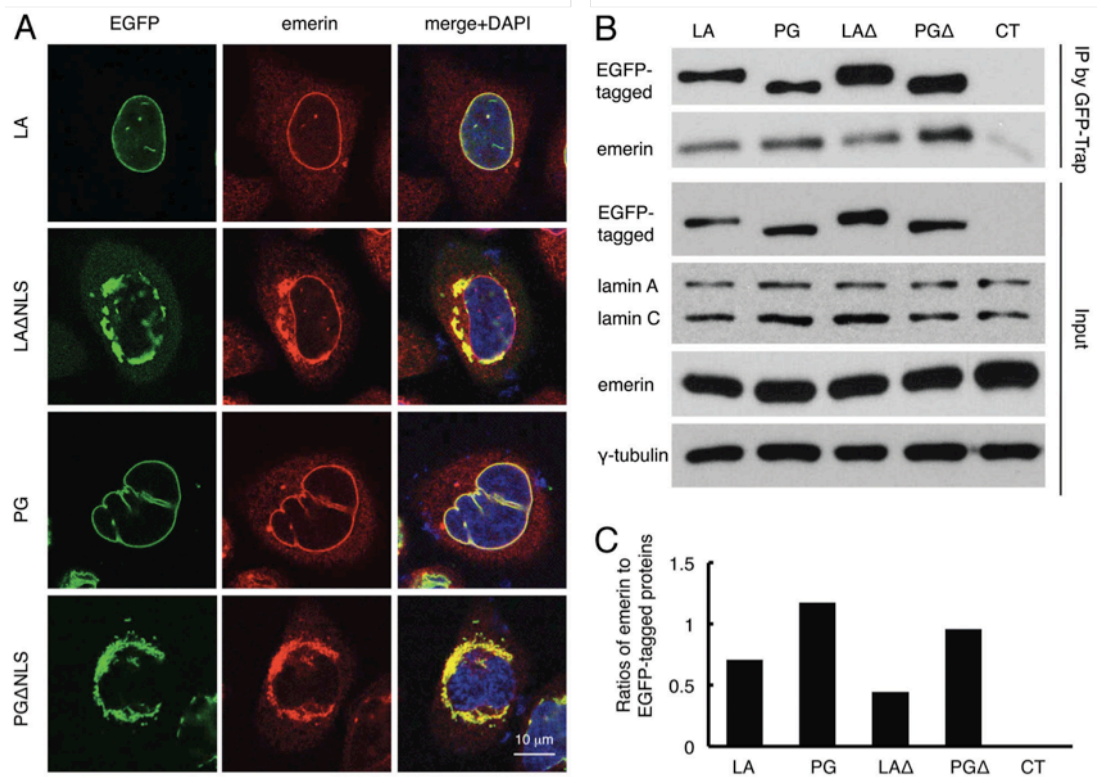 A
EGFP
emerin
merge+DAPI
LA
LAΔNLS
PG
PGΔNLS
10 μm
B
LA
PG
LAΔ
PGΔ
CT
EGFP-
tagged
emerin
IP by GFP-Trap
EGFP-
tagged
lamin A
lamin C
emerin
γ-tubulin
Input
C
Ratios of emerin to
EGFP-tagged proteins
1.5
1
0.5
0
LA
PG
LAΔ
PGΔ
CT